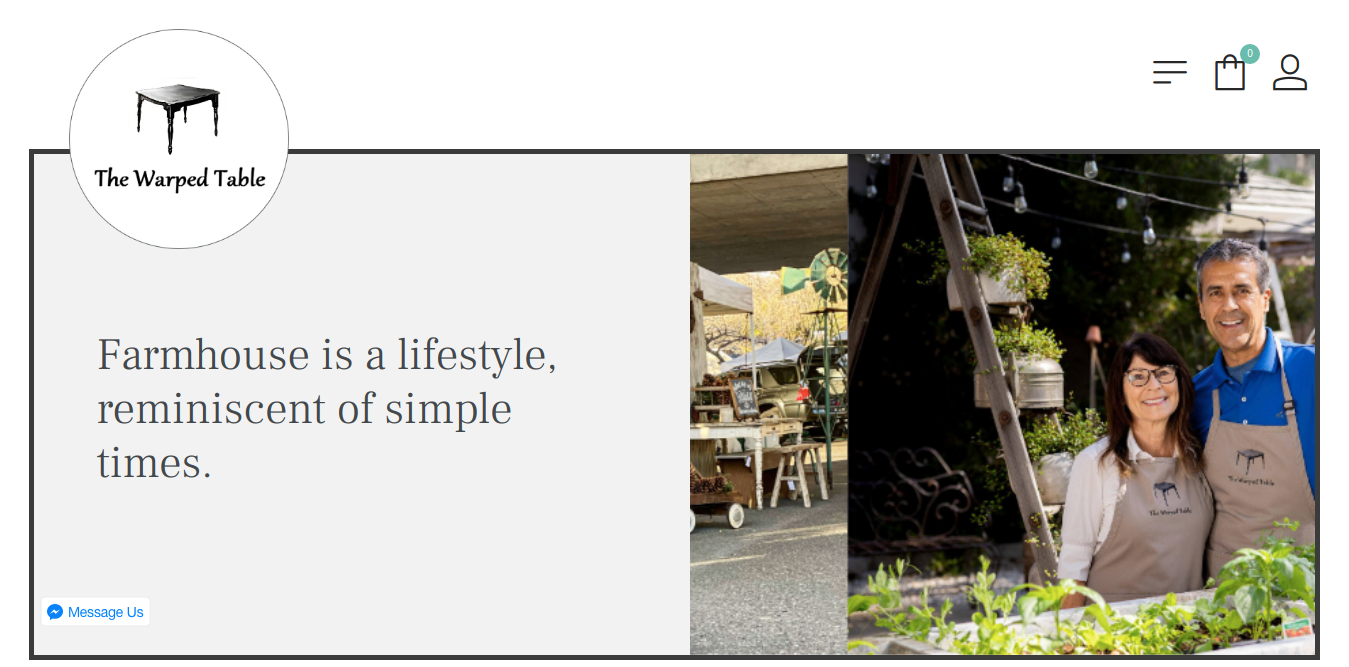 0
The Warped Table
Farmhouse is a lifestyle,
reminiscent of simple
times.
The Warped Table
The Warped Table
Message Us